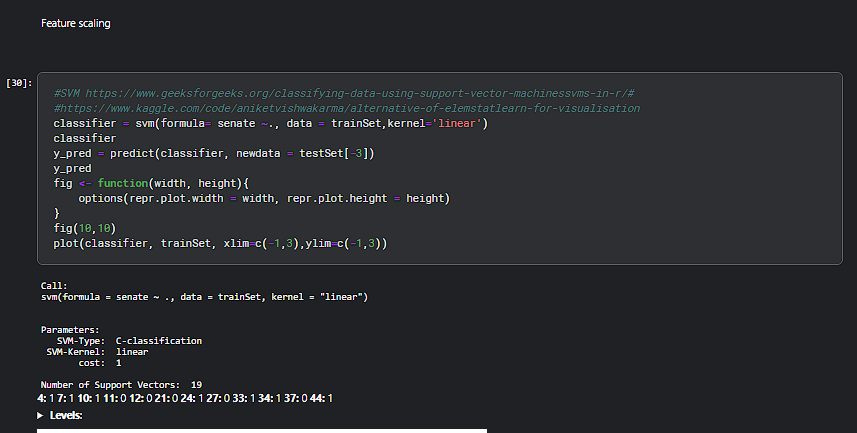 Feature scaling
[30]:
#SVM https://www.geeksforgeeks.org/classifying-data-using-support-vector-machinessvms-in-r/#
#https://www.kaggle.com/code/aniketvishwakarma/alternative-of-elemstatlearn-for-visualisation
classifier = svm(formula= senate ~., data = trainSet,kernel='linear')
classifier
y_pred = predict(classifier, newdata = testSet[-3])
y_pred
fig <- function(width, height){
    options(repr.plot.width = width, repr.plot.height = height)
}
fig(10,10)
plot(classifier, trainSet, xlim=c(-1,3),ylim=c(-1,3))
Call:
svm(formula = senate ~ ., data = trainSet, kernel = "linear")
Parameters:
   SVM-Type:  C-classification
 SVM-Kernel:  linear
       cost:  1
Number of Support Vectors:  19
4: 1 7: 1 10: 1 11: 0 12: 0 21: 0 24: 1 27: 0 33: 1 34: 1 37: 0 44: 1
▶ Levels: